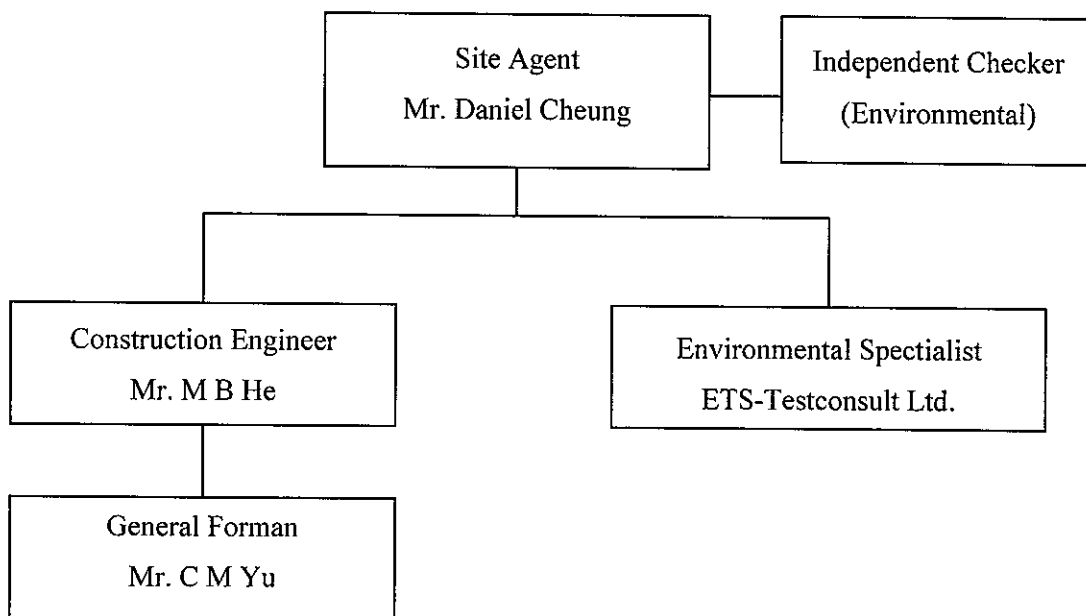 Site Agent
Mr. Daniel Cheung
Independent Checker
(Environmental)
Construction Engineer
Mr. M B He
Environmental Spectialist
ETS-Testconsult Ltd.
General Forman
Mr. C M Yu